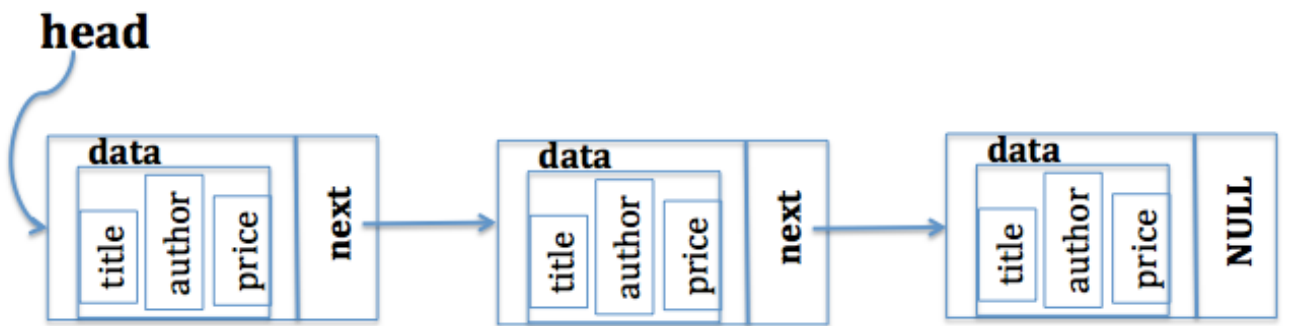 head
data
title
author
price
next
data
title
author
price
next
data
title
author
price
NULL